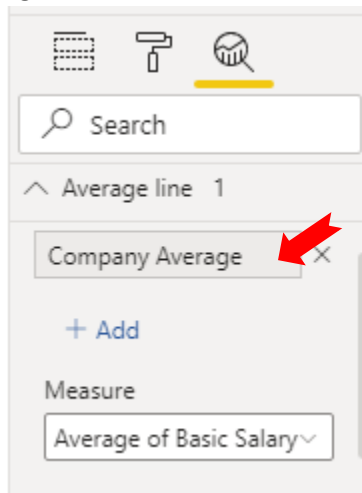 Search
Average line 1
Company Average
+ Add
Measure
Average of Basic Salary